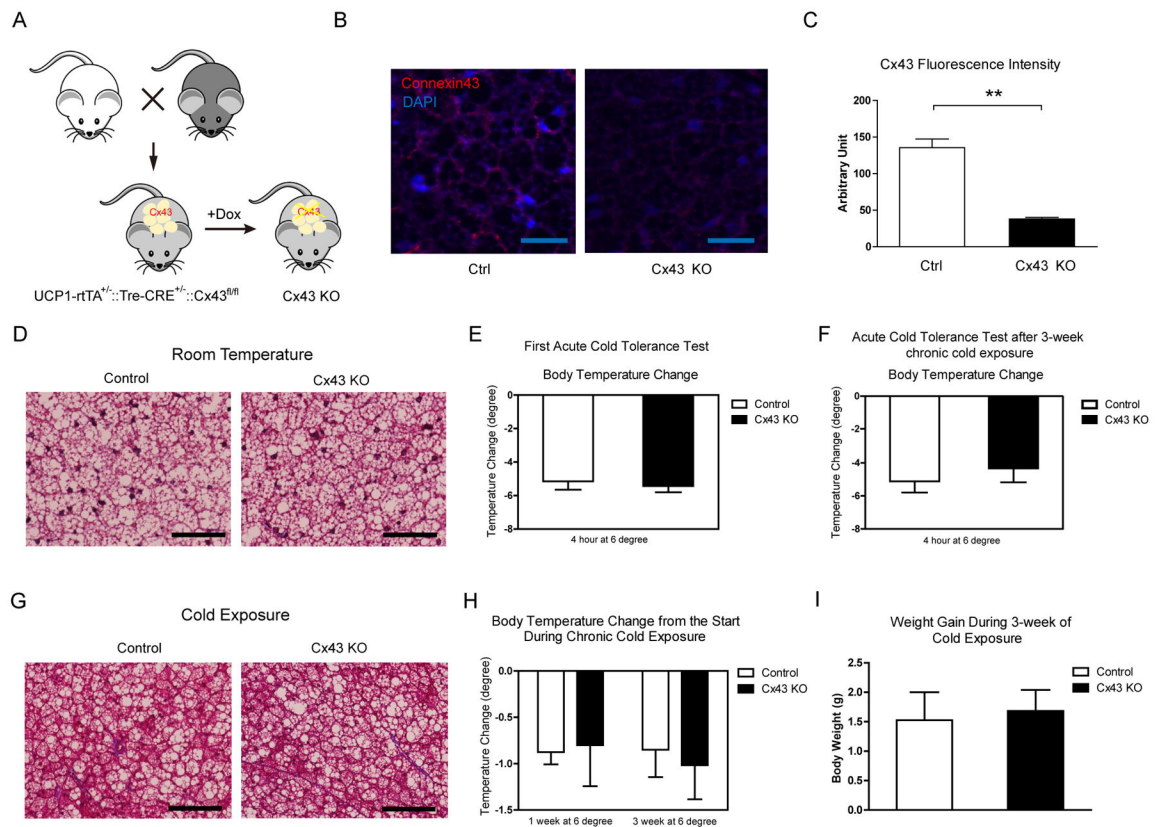 A
Cx43
+Dox
Cx43
UCP1-rtTA+/-::Tre-CRE+/-::Cx43fl/fl
Cx43 KO
B
Connexin43
DAPI
Ctrl
Cx43 KO
C
Cx43 Fluorescence Intensity
**
Arbitrary Unit
200
150
100
50
0
Ctrl
Cx43 KO
D
Room Temperature
Control
Cx43 KO
E
First Acute Cold Tolerance Test
Body Temperature Change
Temperature Change (degree)
0
-2
-4
-6
-8
4 hour at 6 degree
Control
Cx43 KO
F
Acute Cold Tolerance Test after 3-week
chronic cold exposure
Body Temperature Change
Temperature Change (degree)
0
-2
-4
-6
-8
4 hour at 6 degree
Control
Cx43 KO
G
Cold Exposure
Control
Cx43 KO
H
Body Temperature Change from the Start
During Chronic Cold Exposure
Temperature Change (degree)
0.0
-0.5
-1.0
-1.5
1 week at 6 degree
3 week at 6 degree
Control
Cx43 KO
I
Weight Gain During 3-week of
Cold Exposure
Body Weight (g)
2.5
2.0
1.5
1.0
0.5
0.0
Control
Cx43 KO